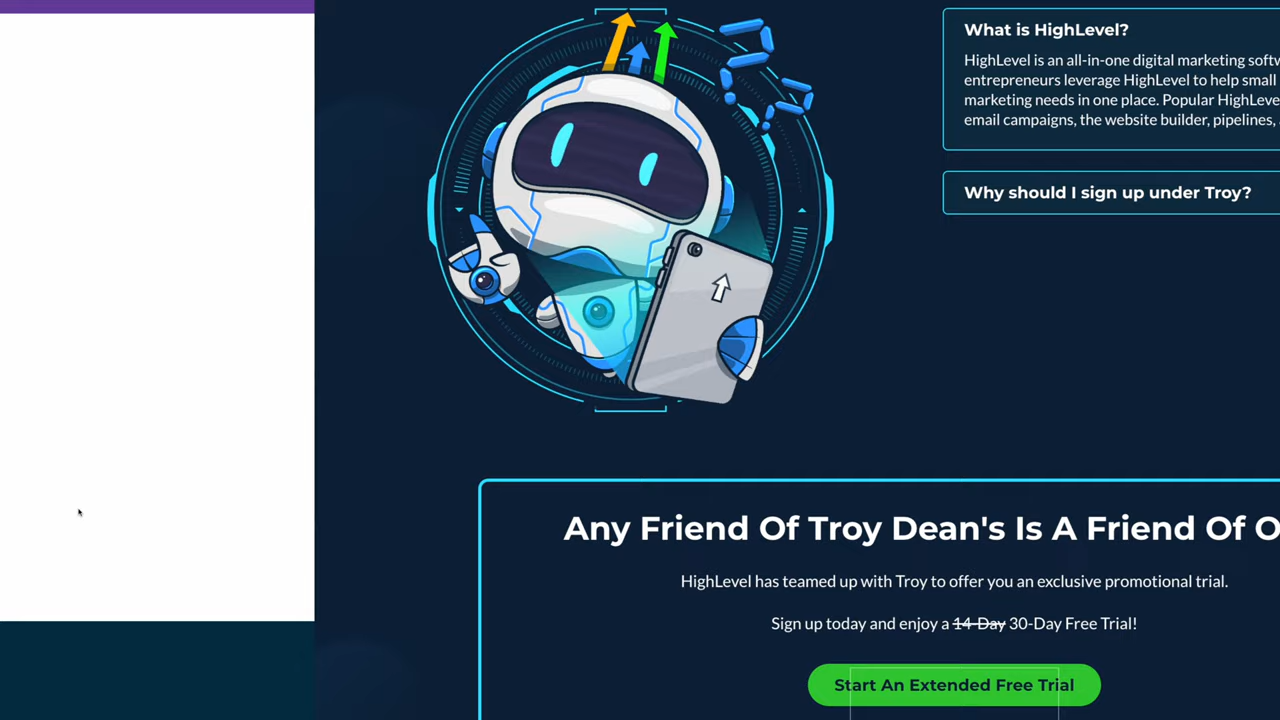 What is HighLevel?
HighLevel is an all-in-one digital marketing softw
entrepreneurs leverage HighLevel to help small
marketing needs in one place. Popular HighLeve
email campaigns, the website builder, pipelines,
Why should I sign up under Troy?
Any Friend Of Troy Dean's Is A Friend Of O
HighLevel has teamed up with Troy to offer you an exclusive promotional trial.
Sign up today and enjoy a 14-Day 30-Day Free Trial!
Start An Extended Free Trial